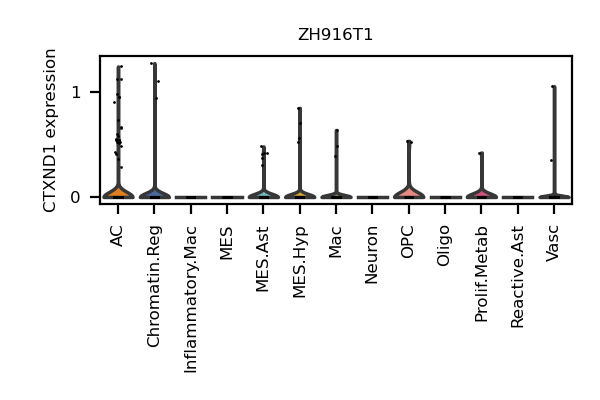 ZH916T1
CTXND1 expression
1
0
AC
Chromatin.Reg
Inflammatory.Mac
MES
MES.Ast
MES.Hyp
Mac
Neuron
OPC
Oligo
Prolif.Metab
Reactive.Ast
Vasc